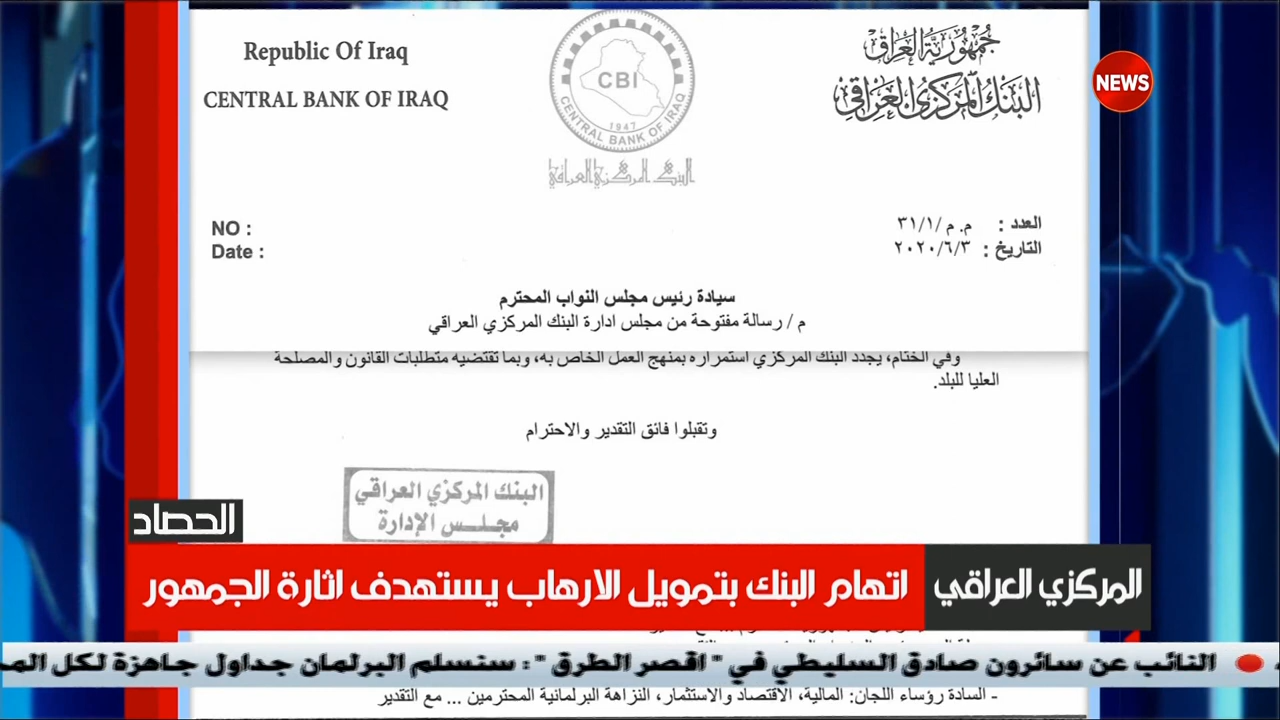 Republic Of Iraq
CENTRAL BANK OF IRAQ
CBI
1947
CENTRAL BANK OF IRAQ
البنك المركزي العراقي
جمهورية العراق
البنك المركزي العراقي
NEWS
NO :
Date :
العدد : م. م /٣١/١
التاريخ : ٢٠٢٠/٦/٣
سيادة رئيس مجلس النواب المحترم
م / رسالة مفتوحة من مجلس ادارة البنك المركزي العراقي
وفي الختام، يجدد البنك المركزي استمراره بمنهج العمل الخاص به، وبما تقتضيه متطلبات القانون والمصلحة
العليا للبلد.
وتقبلوا فائق التقدير والاحترام
البنك المركزي العراقي
مجلس الإدارة
الحصاد
المركزي العراقي
اتهام البنك بتمويل الارهاب يستهدف اثارة الجمهور
النائب عن سائرون صادق السليطي في " اقصر الطرق " : سنسلم البرلمان جداول جاهزة لكل المح
- السادة رؤساء اللجان: المالية، الاقتصاد والاستثمار، النزاهة البرلمانية المحترمين ... مع التقدير